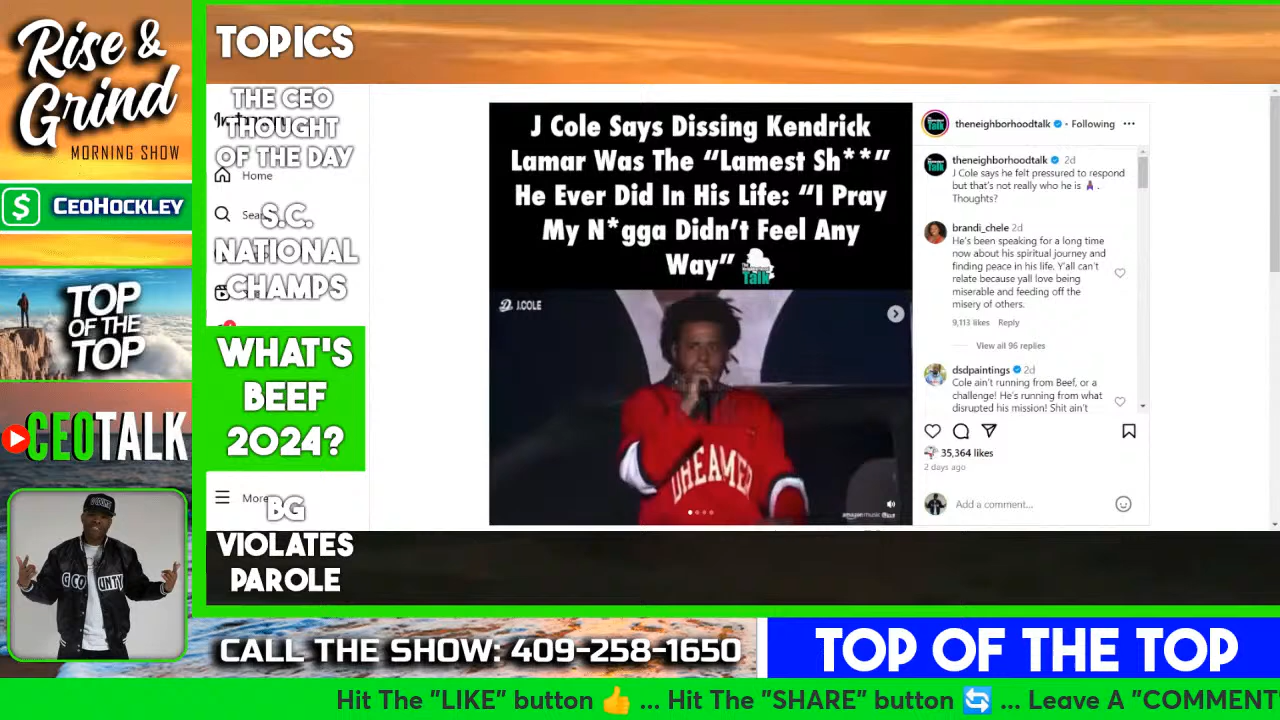 Rise &
Grind
MORNING SHOW
$ CEOHOCKLEY
TOP
OF THE
TOP
CEOTALK
G COUNTY
TOPICS
THE CEO
THOUGHT
OF THE DAY
Home
S.C.
NATIONAL
CHAMPS
WHAT'S
BEEF
2024?
More
BG
VIOLATES
PAROLE
J Cole Says Dissing Kendrick
Lamar Was The “Lamest Sh**”
He Ever Did In His Life: “I Pray
My N*gga Didn’t Feel Any
Way”
Talk
J.COLE
DREAMER
amazon music
theneighborhoodtalk • Following •••
theneighborhoodtalk 2d
J Cole says he felt pressured to respond
but that's not really who he is 🧘🏾‍♂️.
Thoughts?
brandi_chele 2d
He's been speaking for a long time
now about his spiritual journey and
finding peace in his life. Y'all can't
relate because yall love being
miserable and feeding off the
misery of others.
9,113 likes Reply
View all 96 replies
dsdpaintings 2d
Cole ain't running from Beef, or a
challenge! He's running from what
disrupted his mission! Shit ain't
35,364 likes
2 days ago
Add a comment...
CALL THE SHOW: 409-258-1650
TOP OF THE TOP
Hit The "LIKE" button 👍 ... Hit The "SHARE" button 🔄 ... Leave A "COMMENT